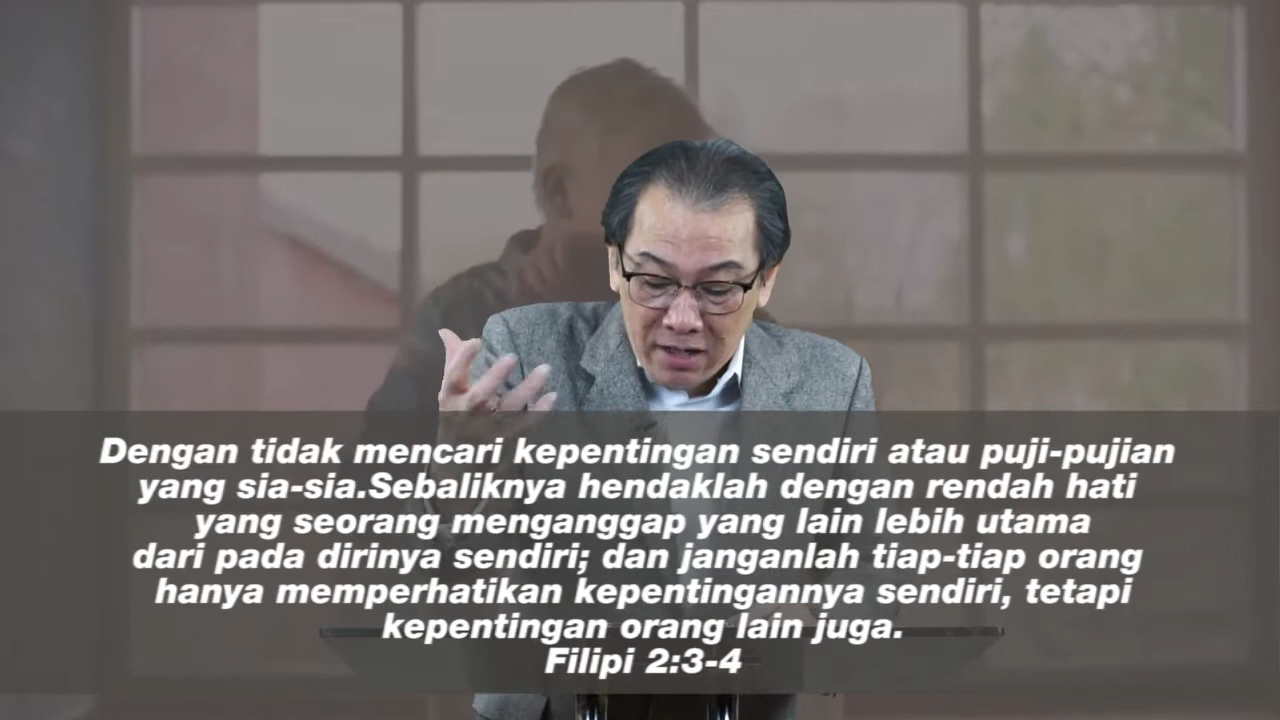 Dengan tidak mencari kepentingan sendiri atau puji-pujian
yang sia-sia.Sebaliknya hendaklah dengan rendah hati
yang seorang menganggap yang lain lebih utama
dari pada dirinya sendiri; dan janganlah tiap-tiap orang
hanya memperhatikan kepentingannya sendiri, tetapi
kepentingan orang lain juga.
Filipi 2:3-4